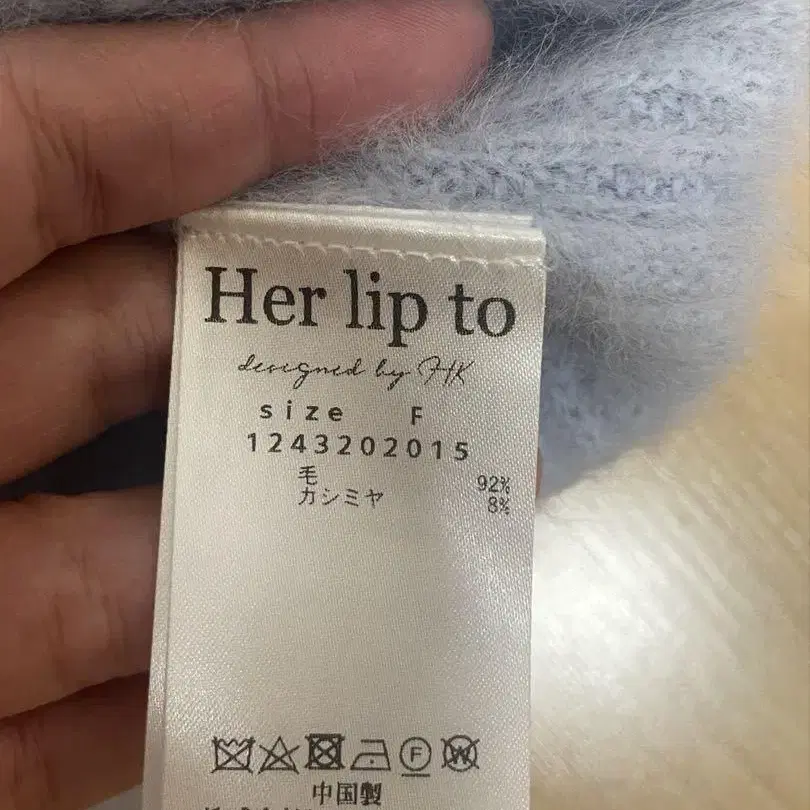 Her lip to
designed by HK
size F
1243202015
毛 92%
カシミヤ 8%
F W
中国製